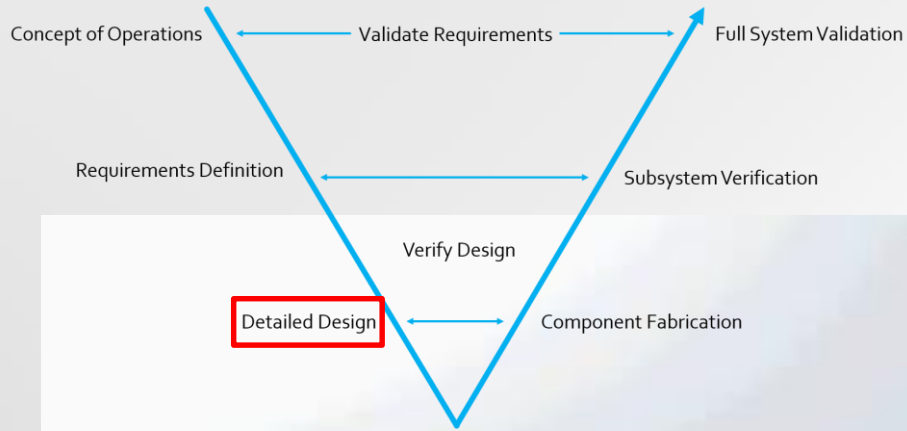 Concept of Operations
Validate Requirements
Full System Validation
Requirements Definition
Subsystem Verification
Verify Design
Detailed Design
Component Fabrication